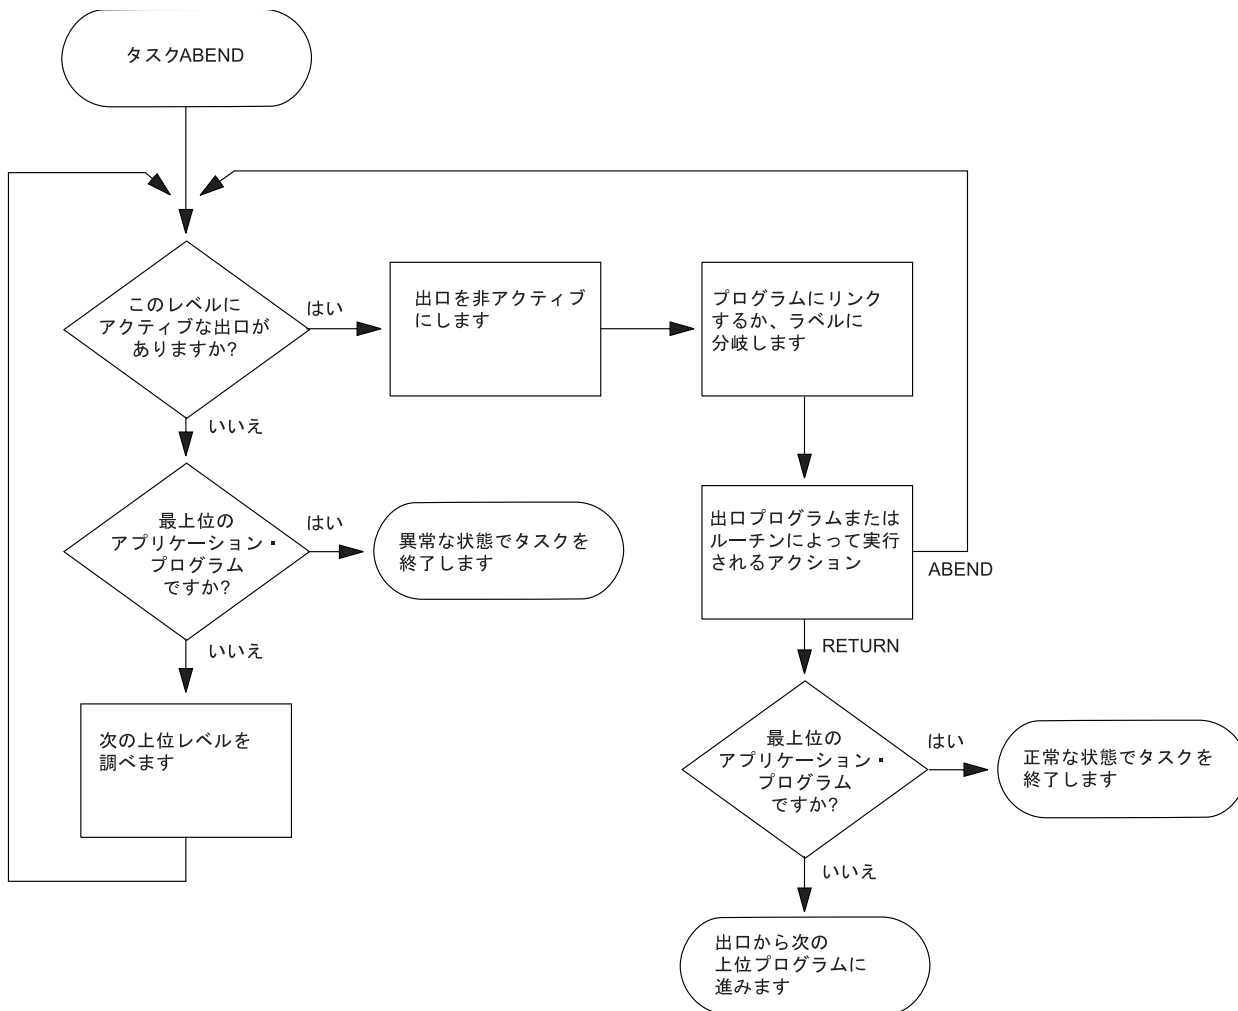 タスクABEND
このレベルに
アクティブな出口が
ありますか?
はい
出口を非アクティブ
にします
プログラムにリンク
するか、ラベルに
分岐します
いいえ
最上位の
アプリケーション・
プログラム
ですか?
はい
異常な状態でタスクを
終了します
出口プログラムまたは
ルーチンによって実行
されるアクション
ABEND
いいえ
RETURN
次の上位レベルを
調べます
最上位の
アプリケーション・
プログラム
ですか?
はい
正常な状態でタスクを
終了します
いいえ
出口から次の
上位プログラムに
進みます